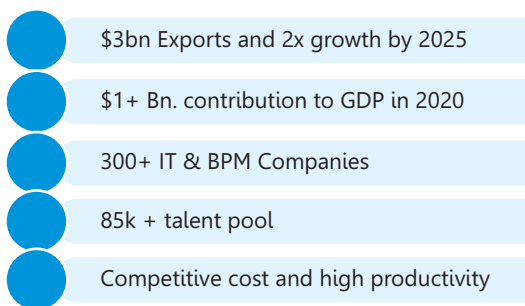 $3bn Exports and 2x growth by 2025
$1+ Bn. contribution to GDP in 2020
300+ IT & BPM Companies
85k + talent pool
Competitive cost and high productivity